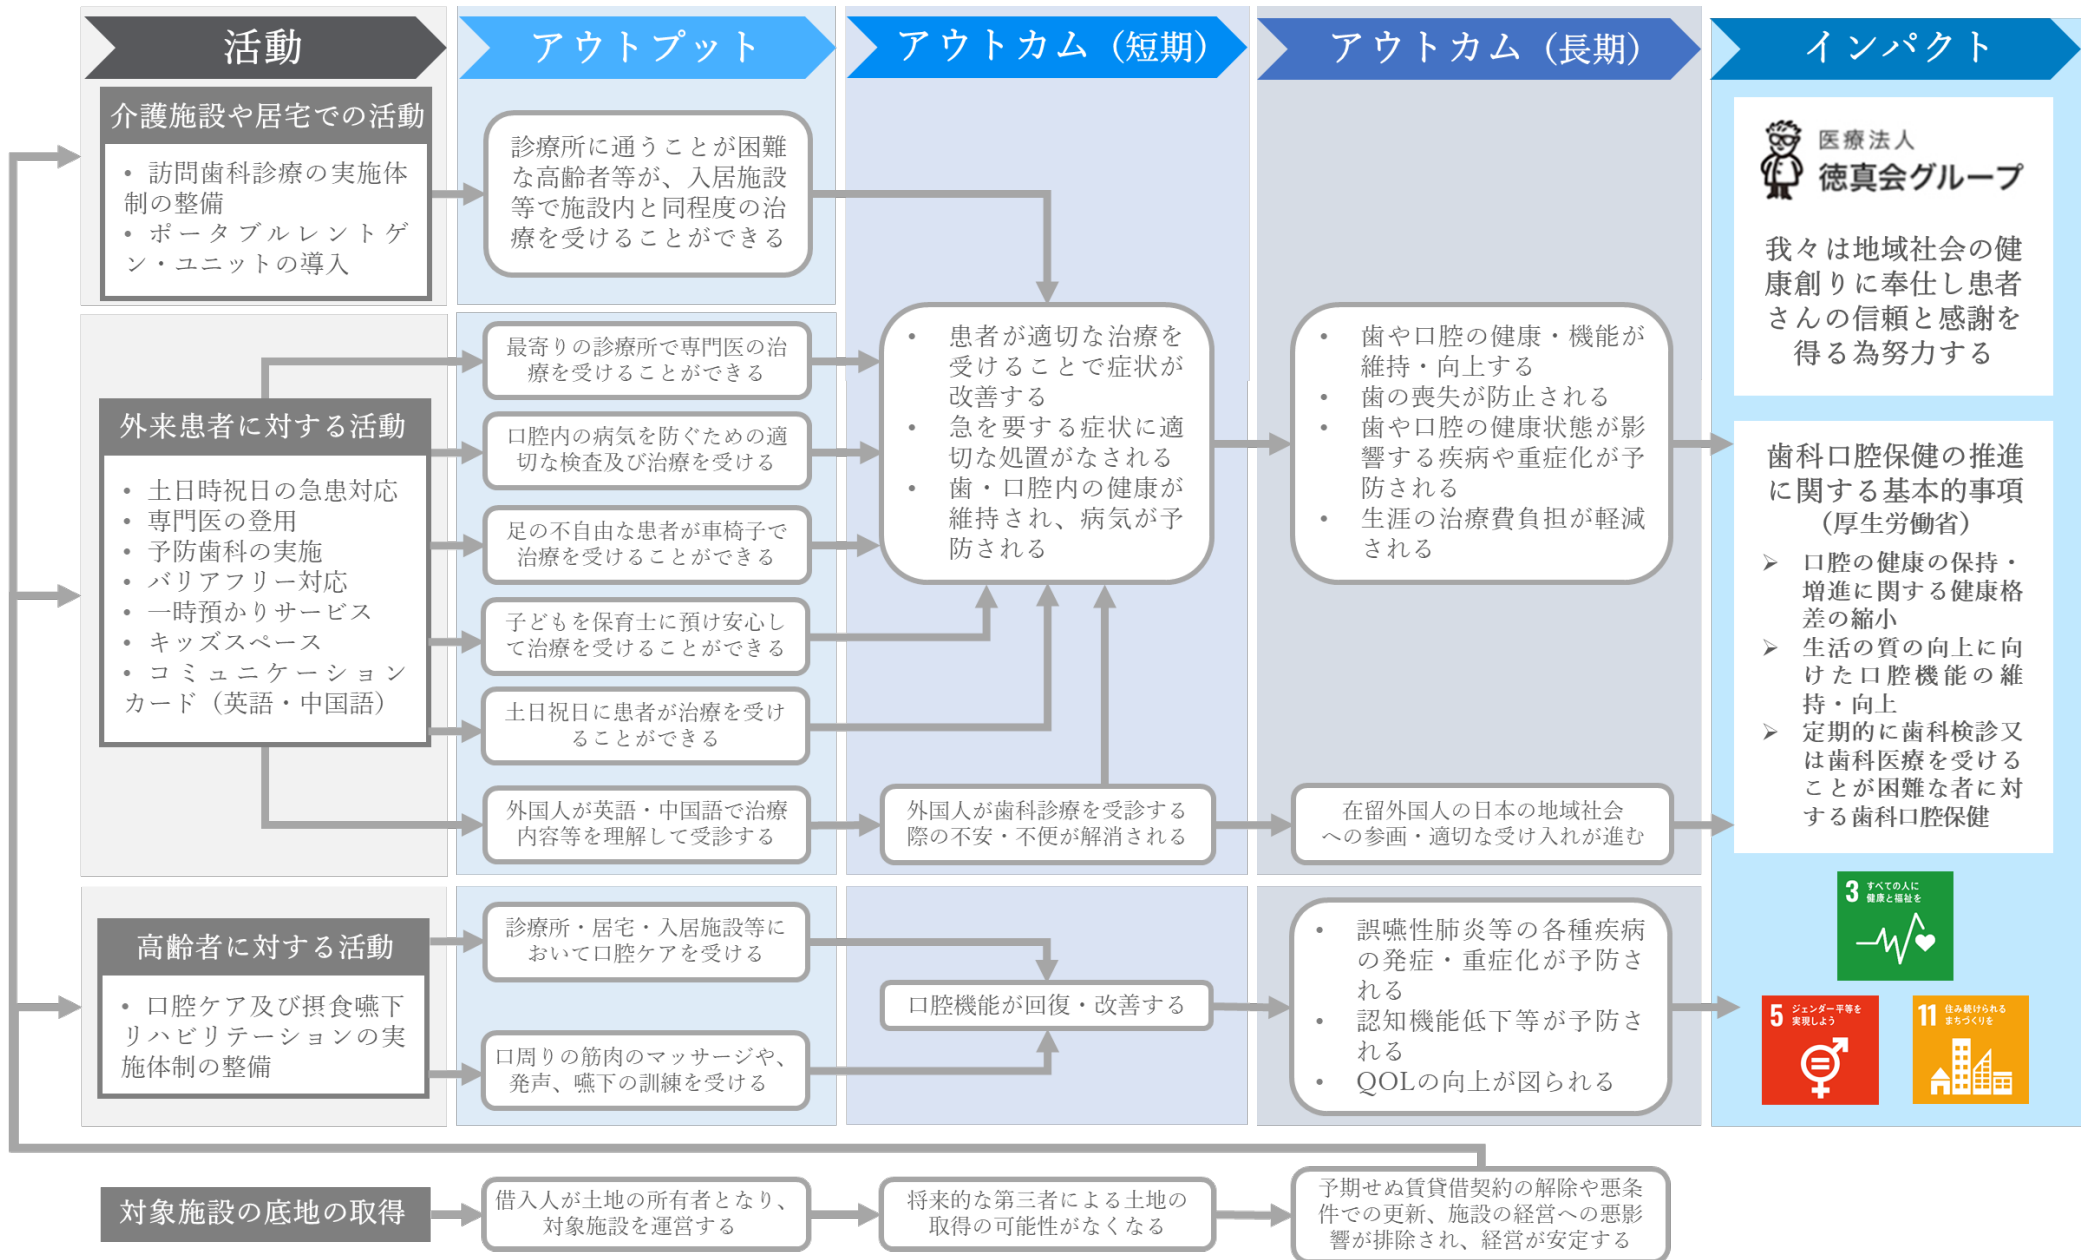 活動
アウトプット
アウトカム（短期）
アウトカム（長期）
インパクト
介護施設や居宅での活動
• 訪問歯科診療の実施体
制の整備
• ポータブルレントゲ
ン・ユニットの導入
診療所に通うことが困難
な高齢者等が、入居施設
等で施設内と同程度の治
療を受けることができる
外来患者に対する活動
• 土日時祝日の急患対応
• 専門医の登用
• 予防歯科の実施
• バリアフリー対応
• 一時預かりサービス
• キッズスペース
• コミュニケーション
カード（英語・中国語）
最寄りの診療所で専門医の治
療を受けることができる
口腔内の病気を防ぐための適
切な検査及び治療を受ける
足の不自由な患者が車椅子で
治療を受けることができる
子どもを保育士に預け安心し
て治療を受けることができる
土日祝日に患者が治療を受け
ることができる
外国人が英語・中国語で治療
内容等を理解して受診する
• 患者が適切な治療を
受けることで症状が
改善する
• 急を要する症状に適
切な処置がなされる
• 歯・口腔内の健康が
維持され、病気が予
防される
外国人が歯科診療を受診する
際の不安・不便が解消される
• 歯や口腔の健康・機能が
維持・向上する
• 歯の喪失が防止される
• 歯や口腔の健康状態が影
響する疾病や重症化が予
防される
• 生涯の治療費負担が軽減
される
在留外国人の日本の地域社会
への参画・適切な受け入れが進む
高齢者に対する活動
• 口腔ケア及び摂食嚥下
リハビリテーションの実
施体制の整備
診療所・居宅・入居施設等に
おいて口腔ケアを受ける
口周りの筋肉のマッサージや、
発声、嚥下の訓練を受ける
口腔機能が回復・改善する
• 誤嚥性肺炎等の各種疾病
の発症・重症化が予防さ
れる
• 認知機能低下等が予防さ
れる
• QOLの向上が図られる
対象施設の底地の取得
借入人が土地の所有者となり、
対象施設を運営する
将来的な第三者による土地の
取得の可能性がなくなる
予期せぬ賃貸借契約の解除や悪条
件での更新、施設の経営への悪影
響が排除され、経営が安定する
医療法人
徳真会グループ
我々は地域社会の健
康創りに奉仕し患者
さんの信頼と感謝を
得る為努力する
歯科口腔保健の推進
に関する基本的事項
（厚生労働省）
➢ 口腔の健康の保持・
増進に関する健康格
差の縮小
➢ 生活の質の向上に向
けた口腔機能の維
持・向上
➢ 定期的に歯科検診又
は歯科医療を受ける
ことが困難な者に対
する歯科口腔保健
3 すべての人に
健康と福祉を
5 ジェンダー平等を
実現しよう
11 住み続けられる
まちづくりを